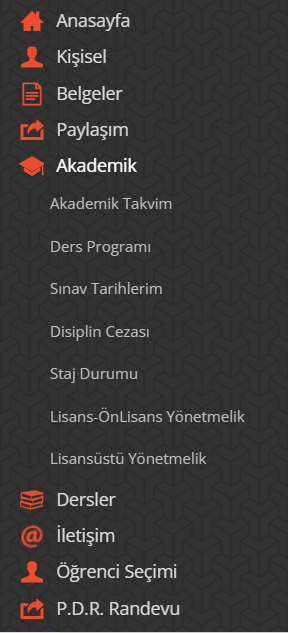 Anasayfa
Kişisel
Belgeler
Paylaşım
Akademik
Akademik Takvim
Ders Programı
Sınav Tarihlerim
Disiplin Cezası
Staj Durumu
Lisans-ÖnLisans Yönetmelik
Lisansüstü Yönetmelik
Dersler
İletişim
Öğrenci Seçimi
P.D.R. Randevu